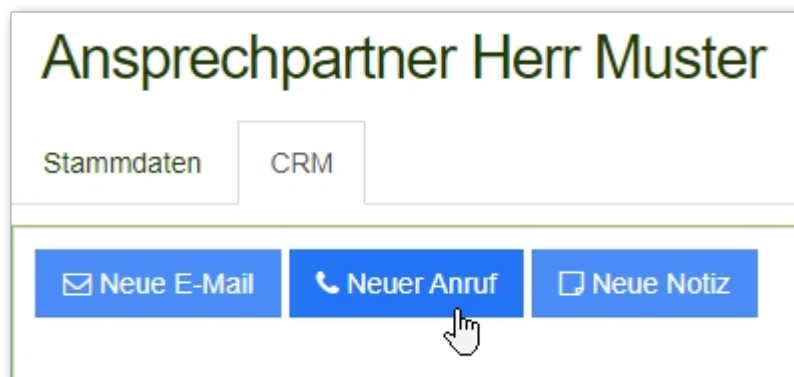 Ansprechpartner Herr Muster
Stammdaten CRM
Neue E-Mail Neuer Anruf Neue Notiz